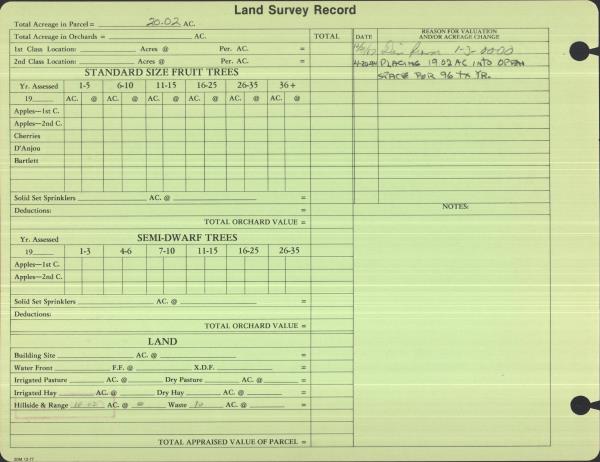 Land Survey Record
Total Acreage in Parcel = 20.02 AC.
Total Acreage in Orchards = AC. TOTAL DATE REASON FOR VALUATION AND/OR ACREAGE CHANGE
1st Class Location: Acres @ Per. AC. = 1-3-0000
2nd Class Location: Acres @ Per. AC. = 4-20-94 PLACING 19.02 AC INTO OPEN
STANDARD SIZE FRUIT TREES SPACE FOR 96 TX YR.
Yr. Assessed 1-5 6-10 11-15 16-25 26-35 36+
19 AC. @ AC. @ AC. @ AC. @ AC. @ AC. @
Apples—1st C.
Apples—2nd C.
Cherries
D'Anjou
Bartlett
Solid Set Sprinklers AC. @ =
Deductions: = NOTES:
TOTAL ORCHARD VALUE =
SEMI-DWARF TREES
Yr. Assessed
19 1-3 4-6 7-10 11-15 16-25 26-35
Apples—1st C.
Apples—2nd C.
Solid Set Sprinklers AC. @ =
Deductions:
TOTAL ORCHARD VALUE =
LAND
Building Site AC. @ =
Water Front F.F. @ X.D.F. =
Irrigated Pasture AC. @ Dry Pasture AC. @ =
Irrigated Hay AC. @ Dry Hay AC. @ =
Hillside & Range AC. @ Waste AC. @ =
TOTAL APPRAISED VALUE OF PARCEL =